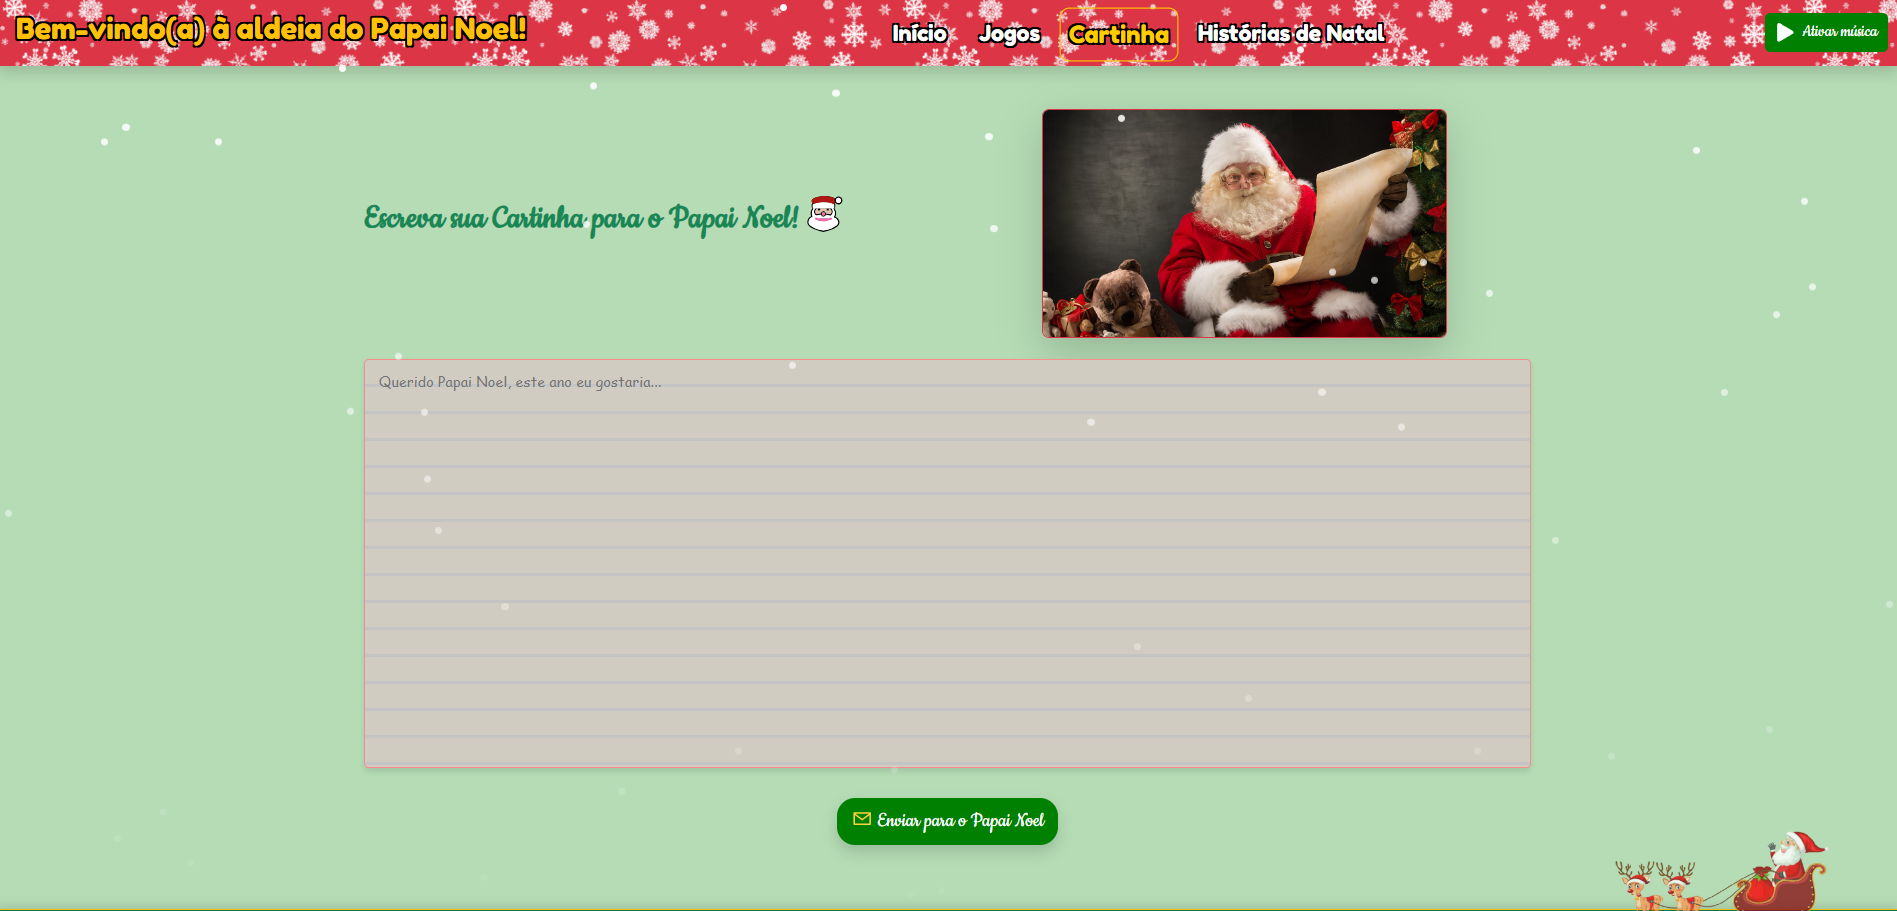 Bem-vindo(a) à aldeia do Papai Noel!
Início
Jogos
Cartinha
Histórias de Natal
Ativar música
Escreva sua Cartinha para o Papai Noel!
Querido Papai Noel, este ano eu gostaria...
Enviar para o Papai Noel